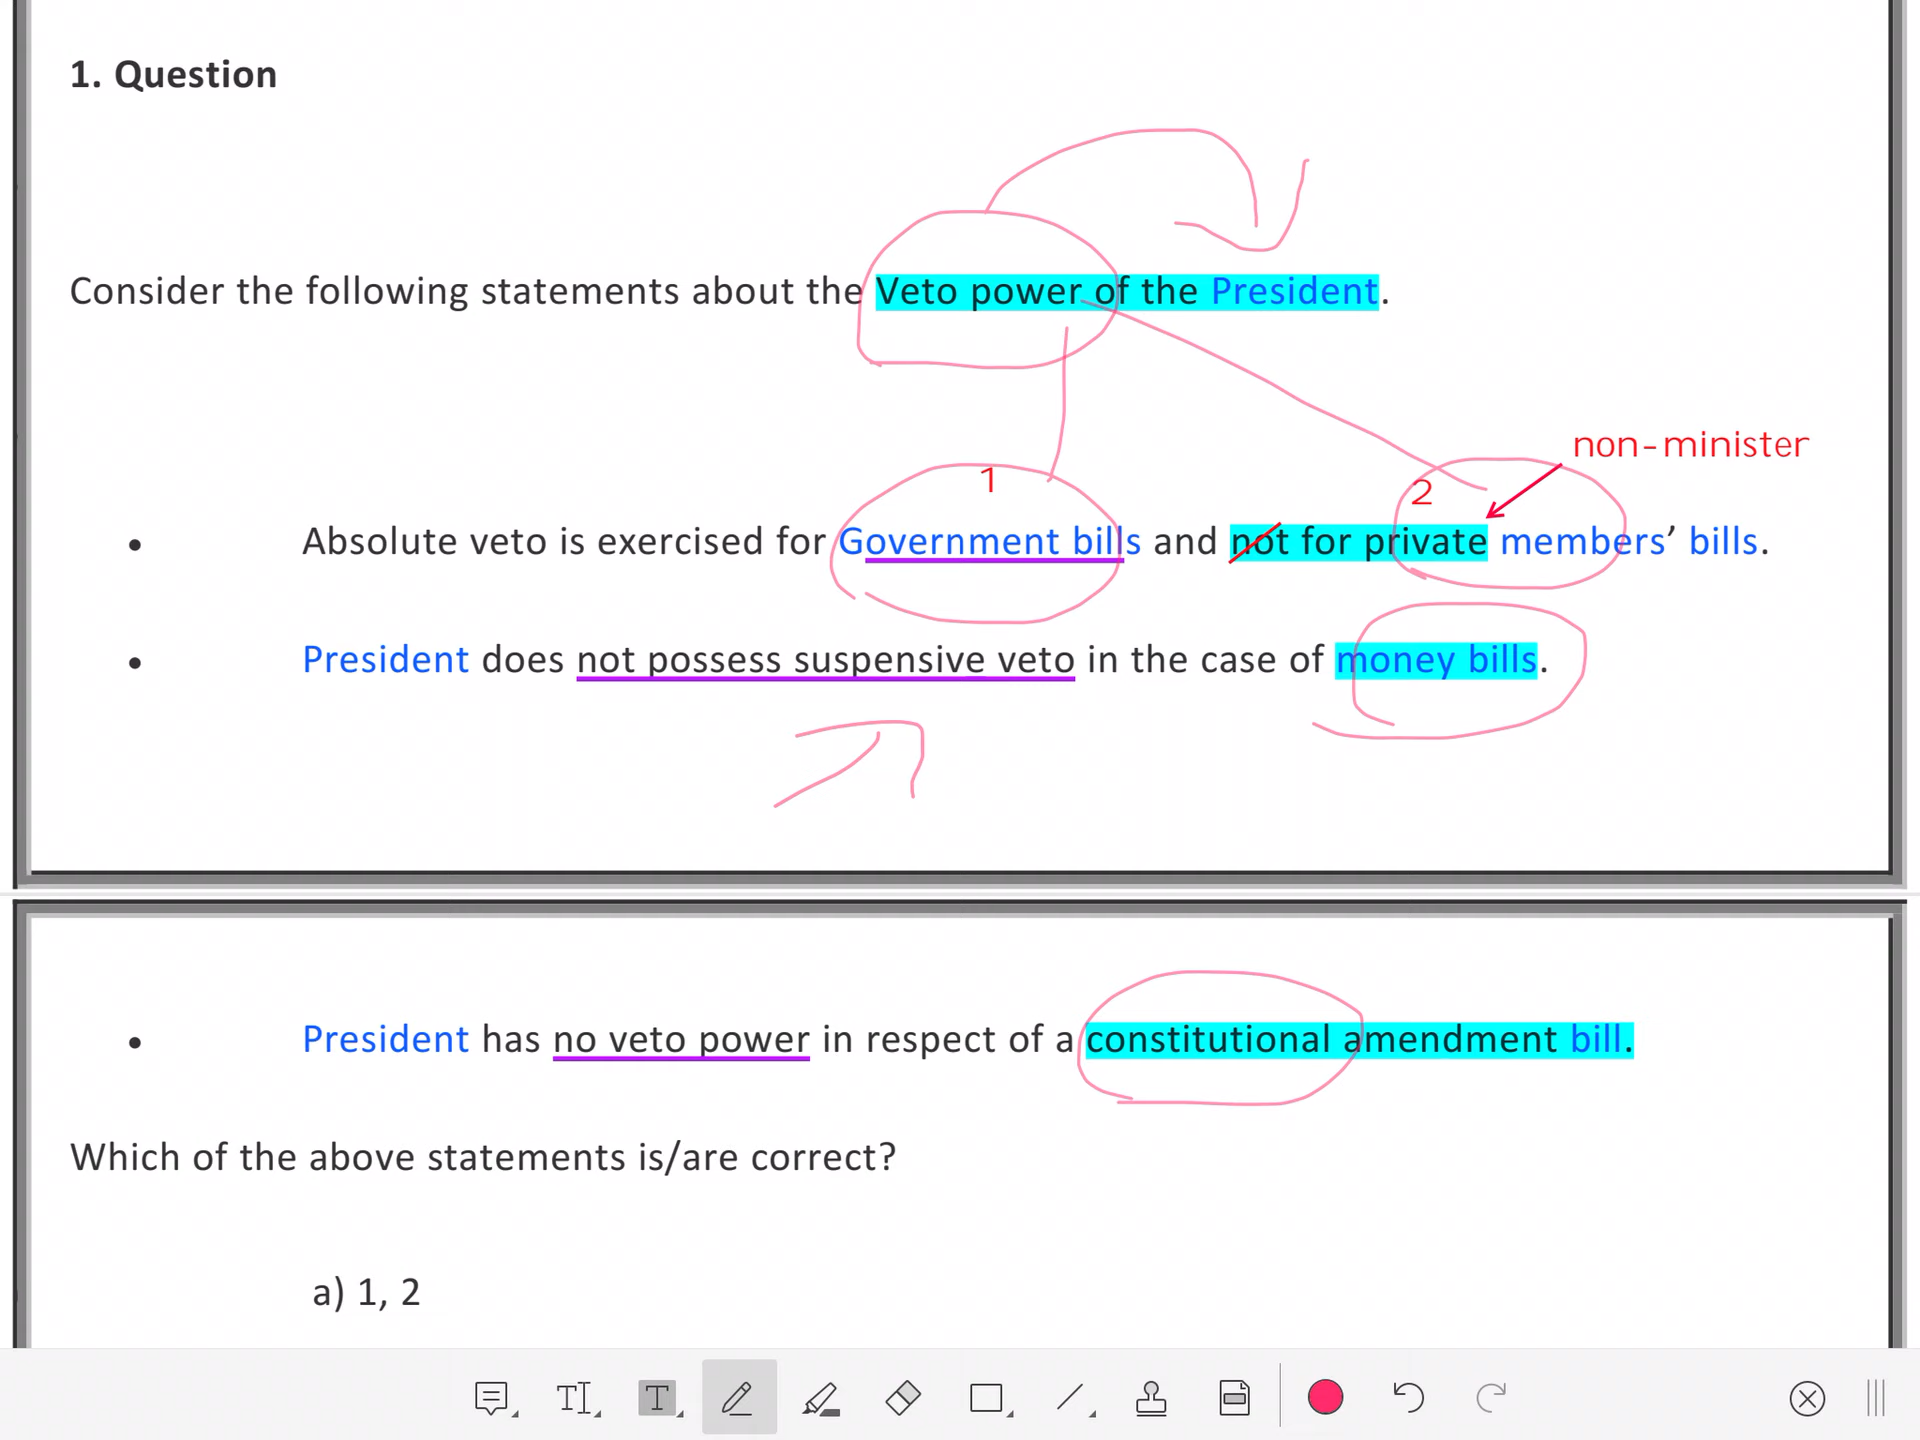 1. Question
Consider the following statements about the Veto power of the President.
non-minister
1
2
• Absolute veto is exercised for Government bills and not for private members’ bills.
• President does not possess suspensive veto in the case of money bills.
• President has no veto power in respect of a constitutional amendment bill.
Which of the above statements is/are correct?
a) 1, 2